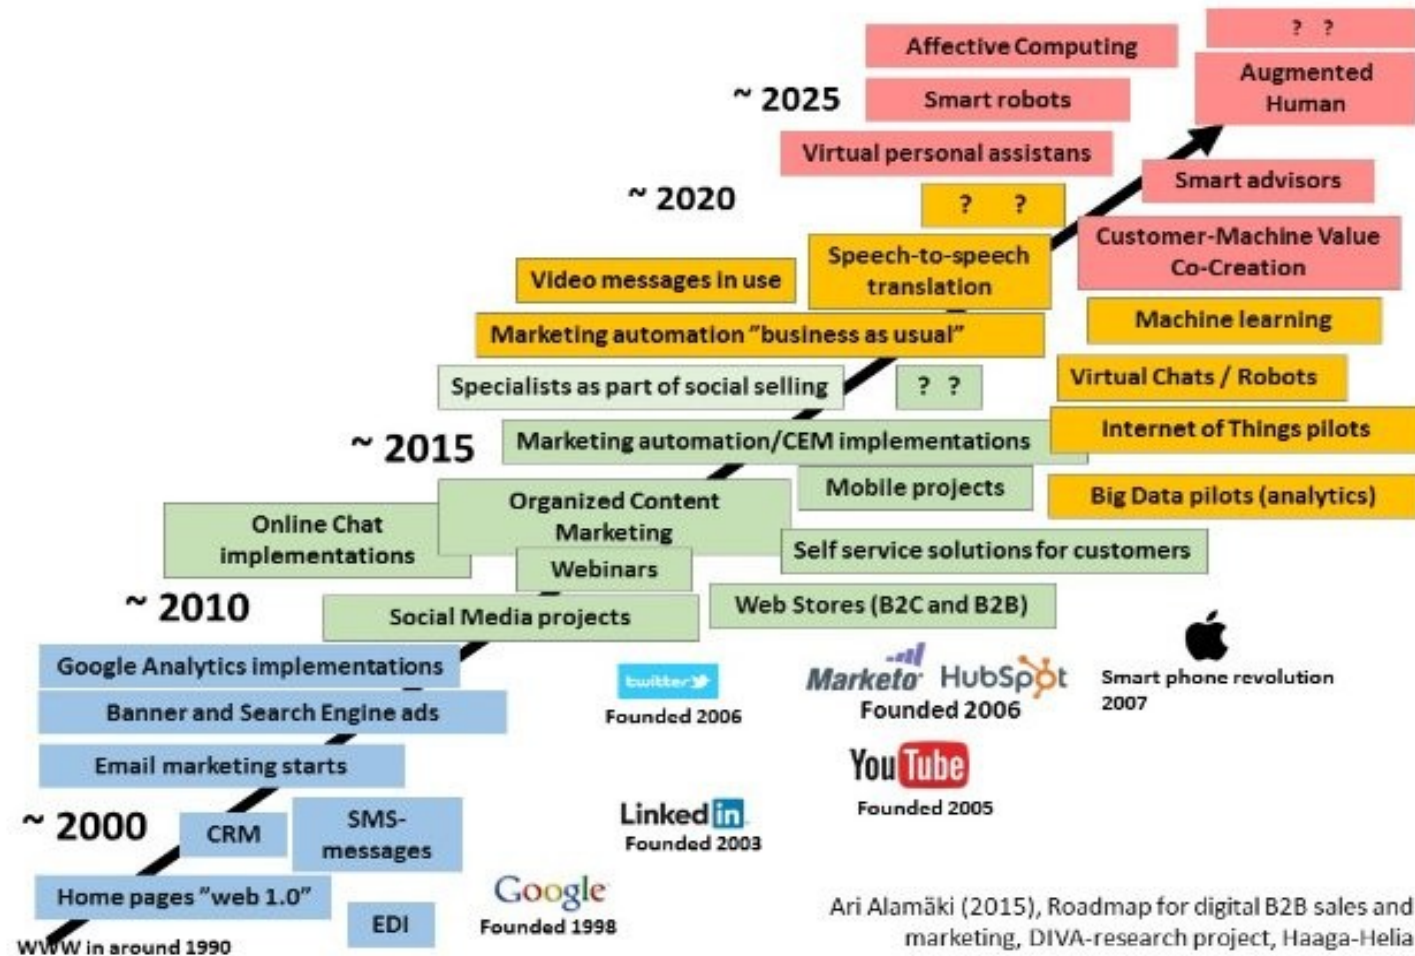 ? ?
Affective Computing
Augmented
Human
~ 2025
Smart robots
Virtual personal assistans
Smart advisors
~ 2020
? ?
Customer-Machine Value
Co-Creation
Speech-to-speech
translation
Video messages in use
Machine learning
Marketing automation ”business as usual”
Virtual Chats / Robots
Specialists as part of social selling
? ?
Internet of Things pilots
~ 2015
Marketing automation/CEM implementations
Mobile projects
Big Data pilots (analytics)
Organized Content
Marketing
Online Chat
implementations
Self service solutions for customers
Webinars
~ 2010
Social Media projects
Web Stores (B2C and B2B)
Google Analytics implementations
twitter
Founded 2006
Marketo
HubSpot
Founded 2006
Smart phone revolution
2007
Banner and Search Engine ads
Email marketing starts
YouTube
Founded 2005
~ 2000
CRM
SMS-
messages
Linked in
Founded 2003
Home pages ”web 1.0”
EDI
Google
Founded 1998
WWW in around 1990
Ari Alamäki (2015), Roadmap for digital B2B sales and
marketing, DIVA-research project, Haaga-Helia